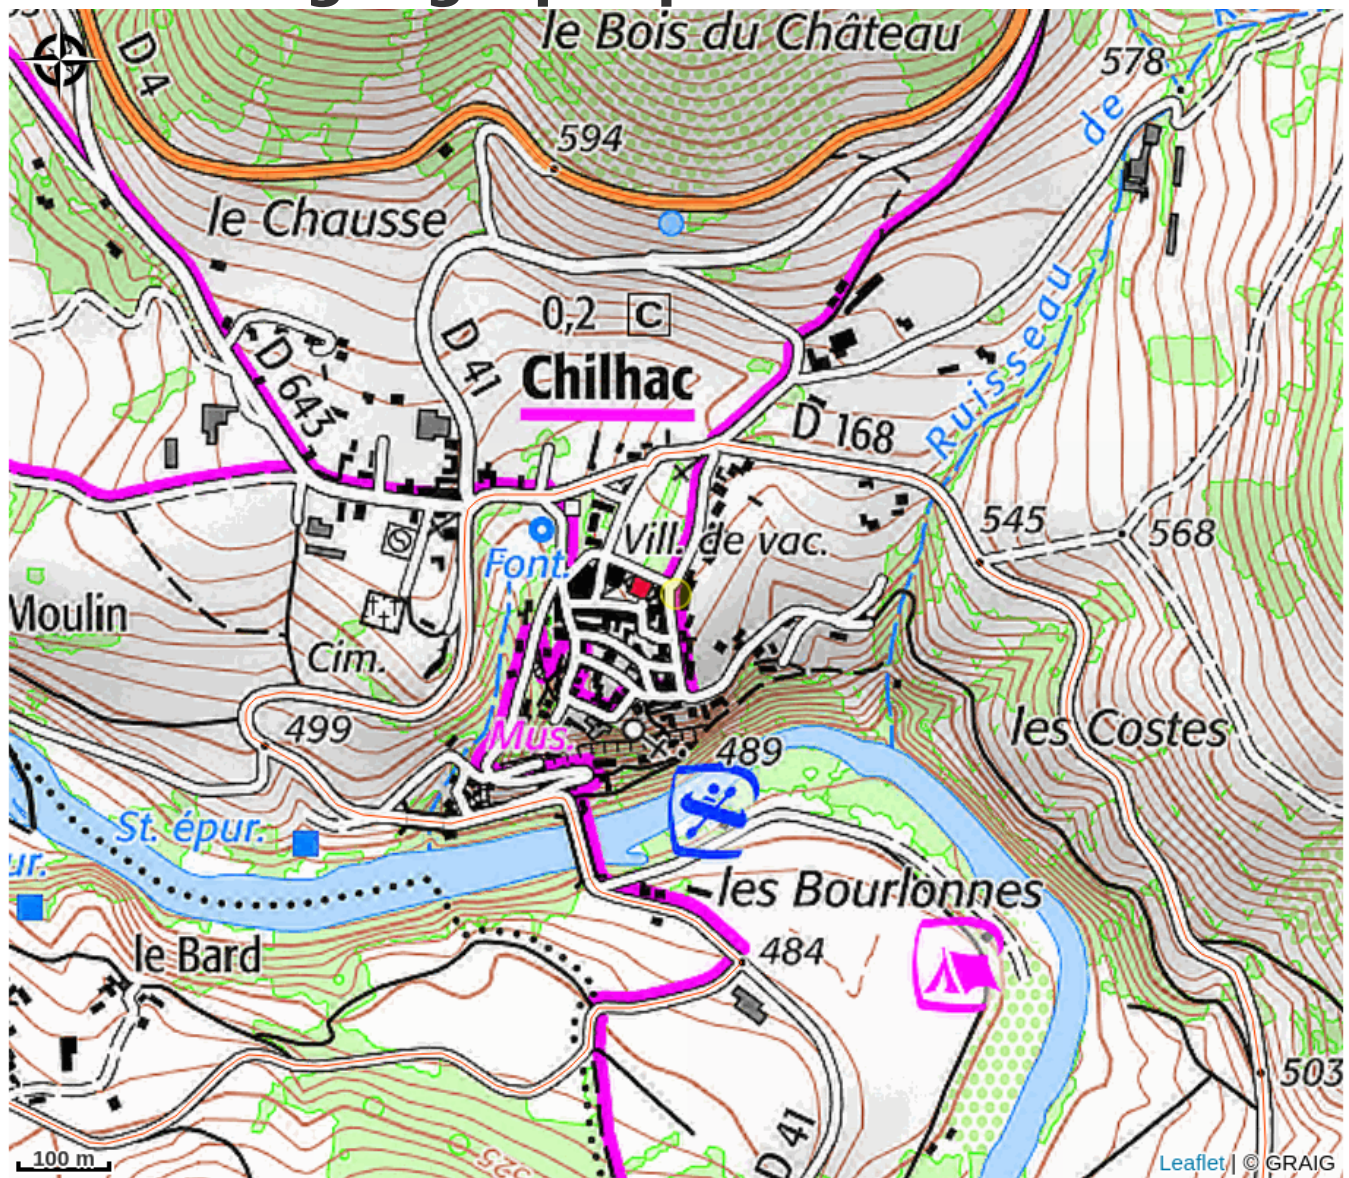 le Bois du Château
D 4
578
de
594
le Chausse
0,2 C
D 41
Chilhac
D 643
D 168
Ruisseau
545
568
Vill. de vac.
Font.
Moulin
Cim.
499
Mus.
489
les Costes
St. épur.
ur.
les Bourlonnes
le Bard
484
503
D 41
525
100 m
Leaflet | © GRAIG